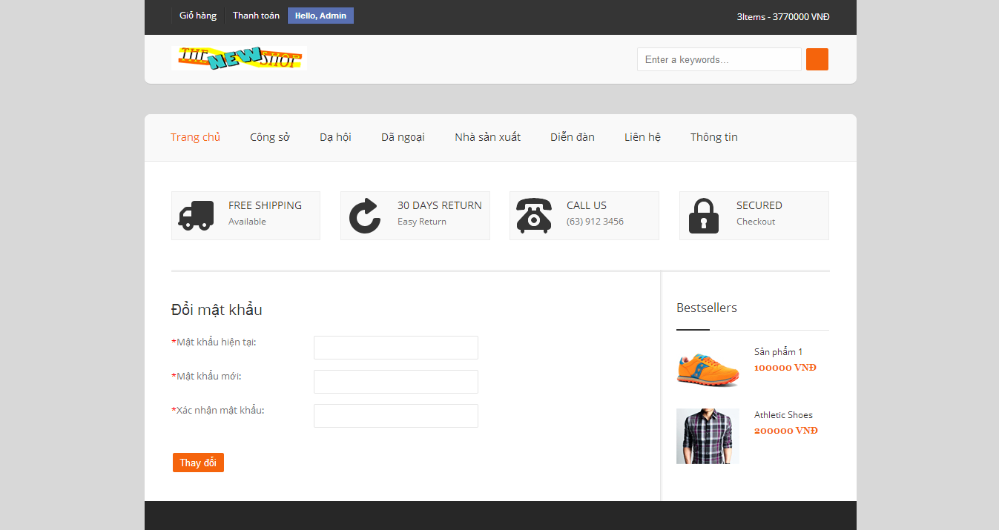 Giỏ hàng Thanh toán Hello, Admin 3Items - 3770000 VNĐ
THE NEW SHOP
Enter a keywords...
Trang chủ Công sở Dạ hội Dã ngoại Nhà sản xuất Diễn đàn Liên hệ Thông tin
FREE SHIPPING
Available
30 DAYS RETURN
Easy Return
CALL US
(63) 912 3456
SECURED
Checkout
Đổi mật khẩu
*Mật khẩu hiện tại:
*Mật khẩu mới:
*Xác nhận mật khẩu:
Thay đổi
Bestsellers
Sản phẩm 1
100000 VNĐ
Athletic Shoes
200000 VNĐ